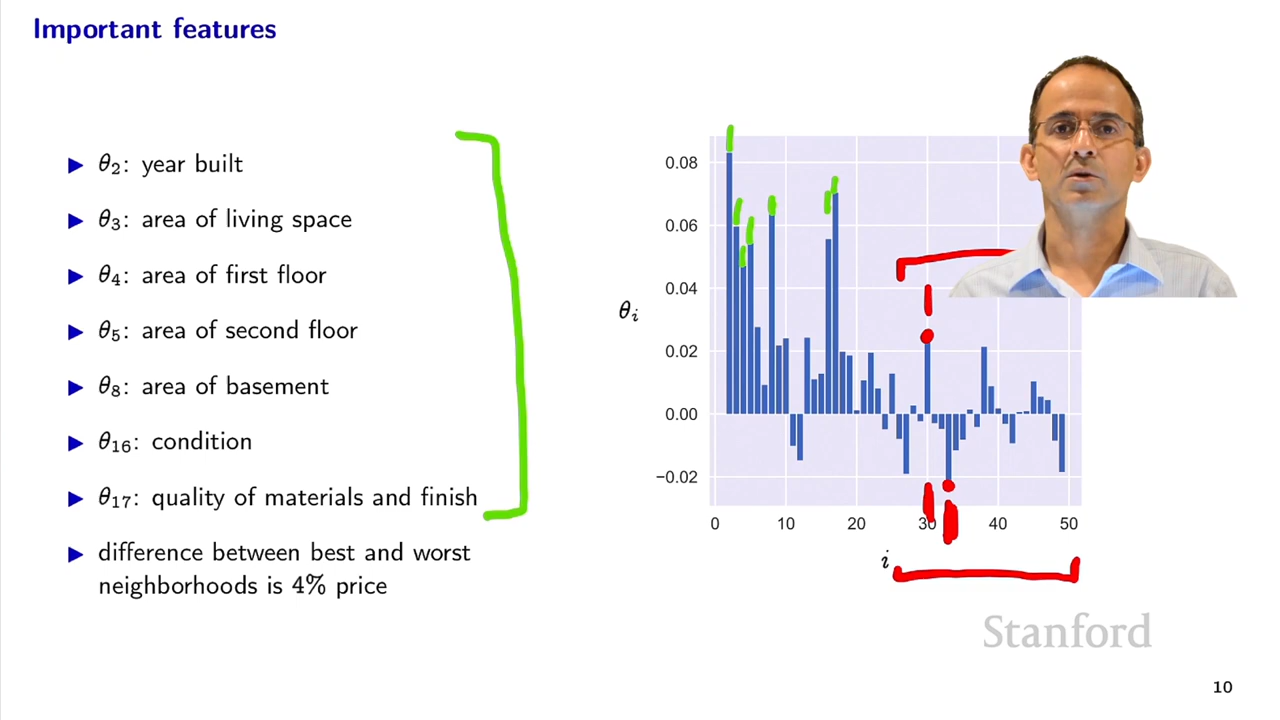 Important features
▶ θ₂: year built
▶ θ₃: area of living space
▶ θ₄: area of first floor
▶ θ₅: area of second floor
▶ θ₈: area of basement
▶ θ₁₆: condition
▶ θ₁₇: quality of materials and finish
▶ difference between best and worst
neighborhoods is 4% price
θᵢ
0.08
0.06
0.04
0.02
0.00
−0.02
0 10 20 30 40 50
i
Stanford
10